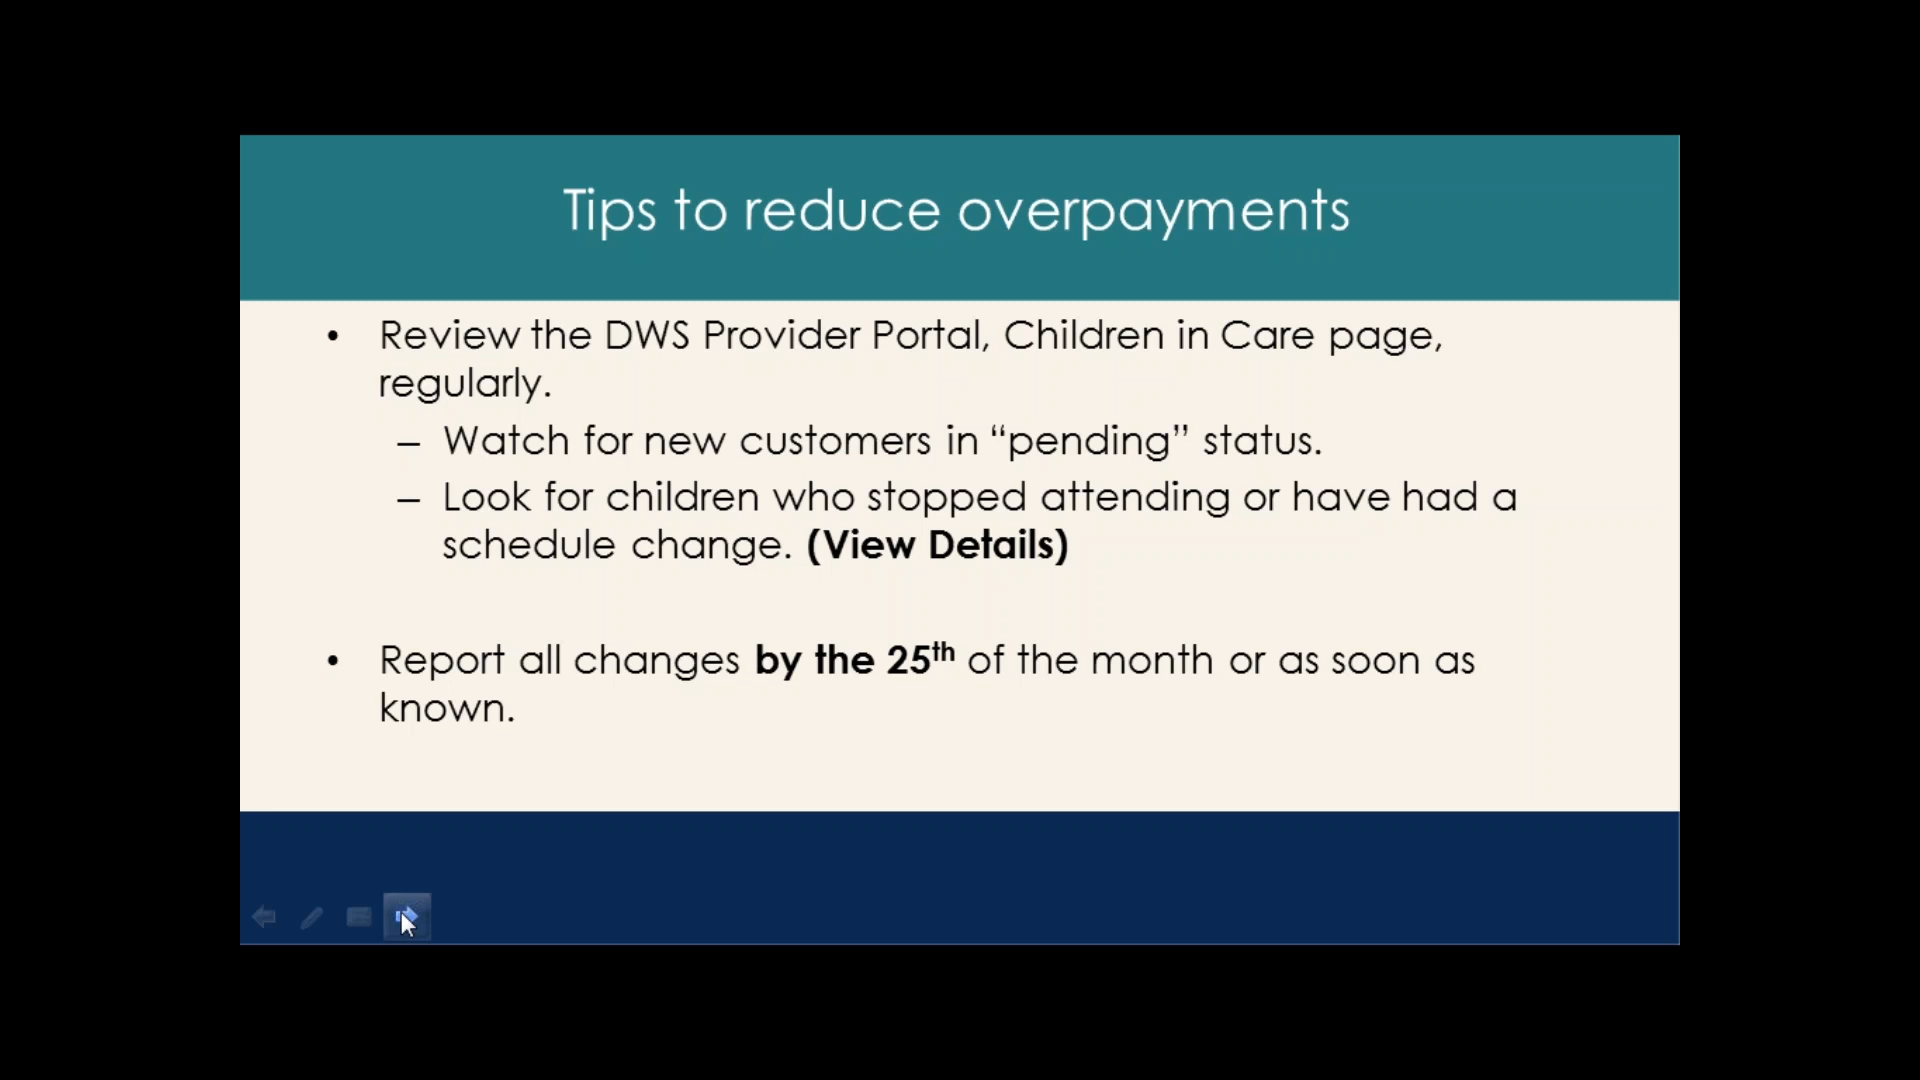 Tips to reduce overpayments
• Review the DWS Provider Portal, Children in Care page,
regularly.
– Watch for new customers in “pending” status.
– Look for children who stopped attending or have had a
schedule change. (View Details)
• Report all changes by the 25th of the month or as soon as
known.